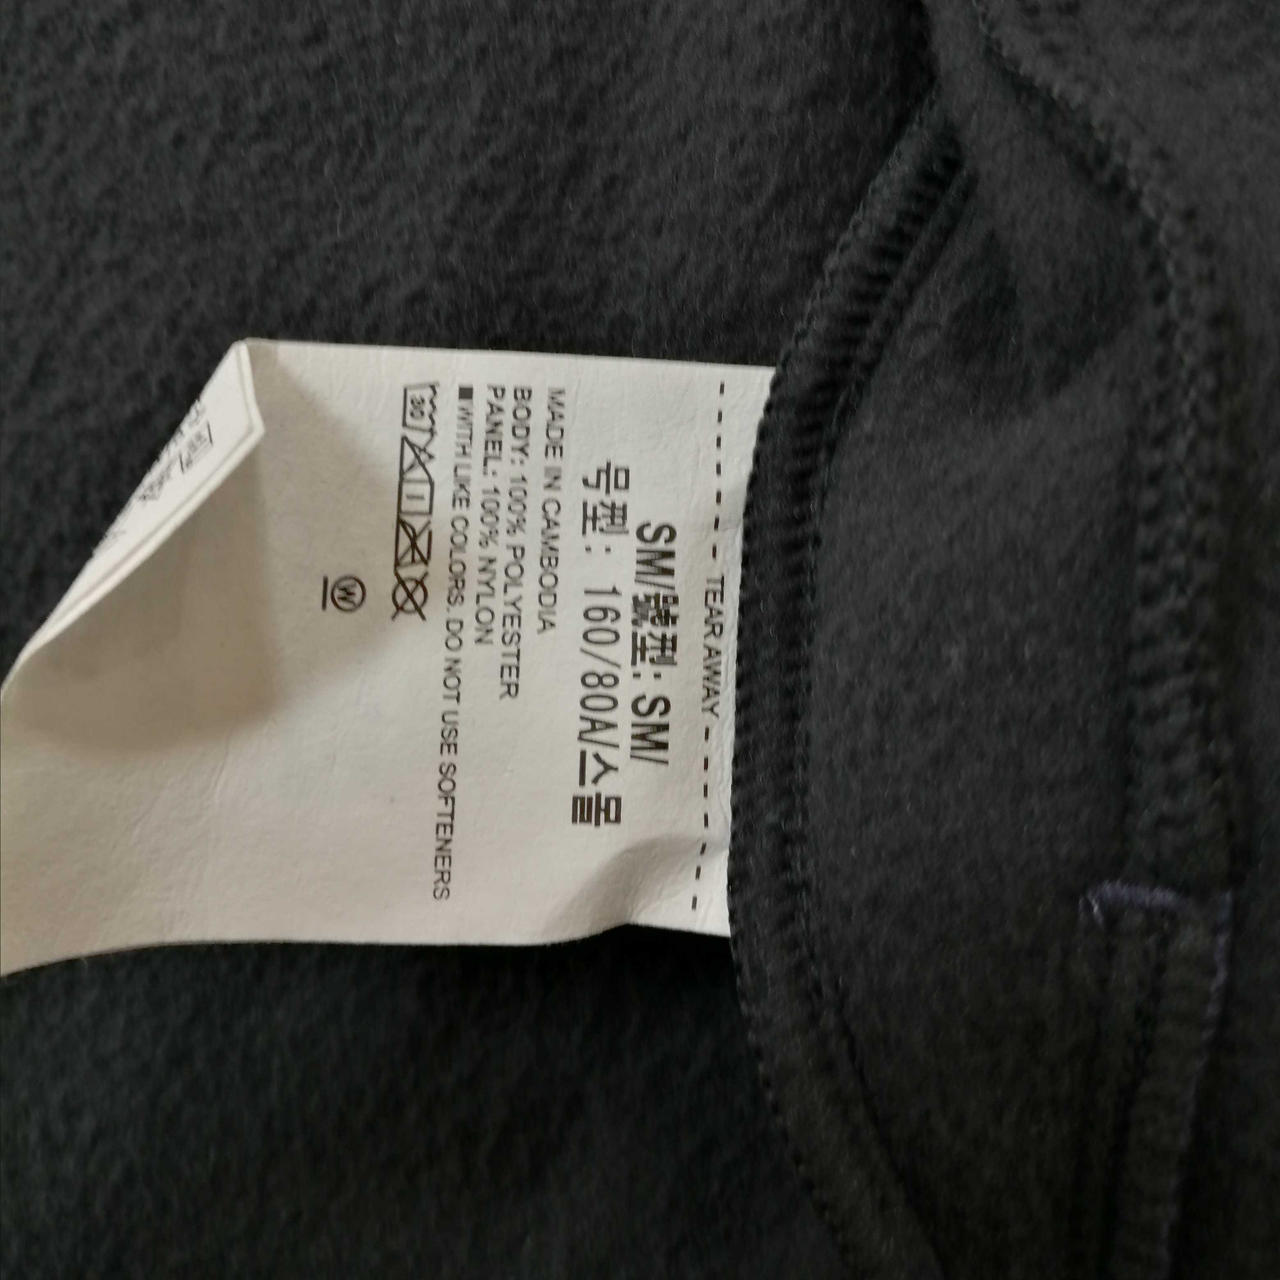 - - - - - - TEAR AWAY - - - - - -
SM/號型: SM/
号型: 160/80A/스몰
MADE IN CAMBODIA
BODY: 100% POLYESTER
PANEL: 100% NYLON
■ WITH LIKE COLORS. DO NOT USE SOFTENERS
30
W